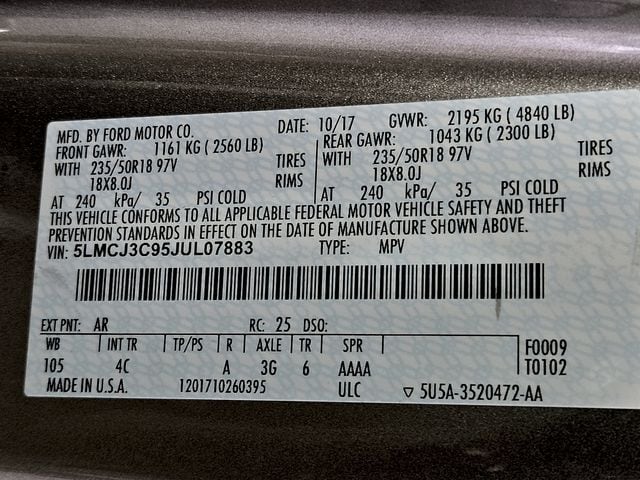 MFD. BY FORD MOTOR CO. DATE: 10/17 GVWR: 2195 KG ( 4840 LB)
FRONT GAWR: 1161 KG ( 2560 LB) REAR GAWR: 1043 KG ( 2300 LB)
WITH 235/50R18 97V TIRES WITH 235/50R18 97V TIRES
18X8.0J RIMS 18X8.0J RIMS
AT 240 kPa/ 35 PSI COLD AT 240 kPa/ 35 PSI COLD
THIS VEHICLE CONFORMS TO ALL APPLICABLE FEDERAL MOTOR VEHICLE SAFETY AND THEFT
PREVENTION STANDARDS IN EFFECT ON THE DATE OF MANUFACTURE SHOWN ABOVE.
VIN: 5LMCJ3C95JUL07883 TYPE: MPV
EXT PNT: AR RC: 25 DSO:
WB INT TR TP/PS R AXLE TR SPR F0009
105 4C A 3G 6 AAAA T0102
MADE IN U.S.A. 1201710260395 ULC ▽ 5U5A-3520472-AA